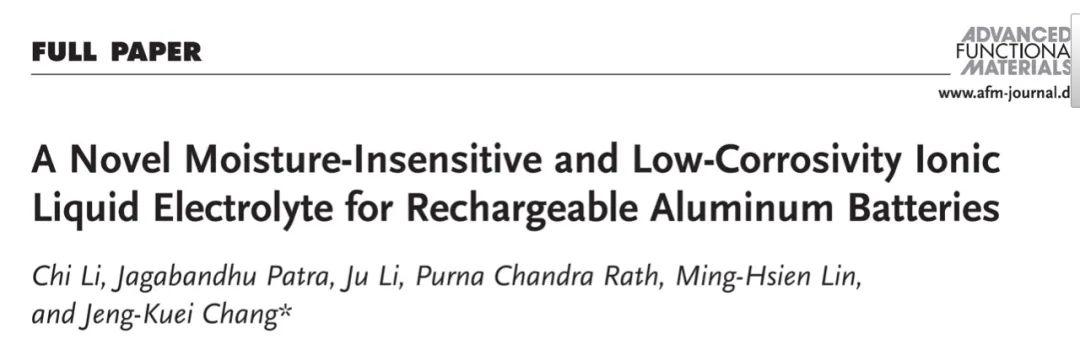 FULL PAPER
ADVANCED
FUNCTIONA
MATERIALS
www.afm-journal.d
A Novel Moisture-Insensitive and Low-Corrosivity Ionic
Liquid Electrolyte for Rechargeable Aluminum Batteries
Chi Li, Jagabandhu Patra, Ju Li, Purna Chandra Rath, Ming-Hsien Lin,
and Jeng-Kuei Chang*